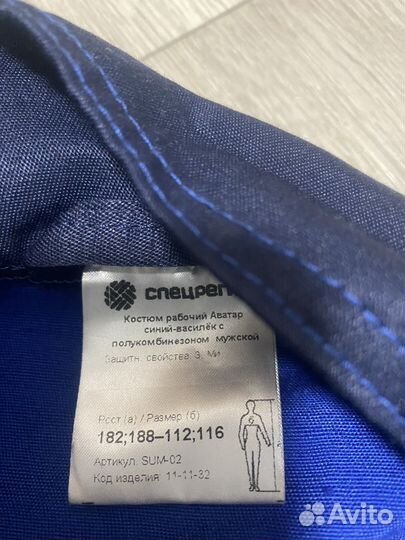 спецреп
Костюм рабочий Аватар
синий-василёк с
полукомбинезоном мужской
Защитн. свойства: З, Ми
Рост (а) / Размер (б)
182;188–112;116
Артикул: SUM-02
Код изделия: 11-11-32
Avito